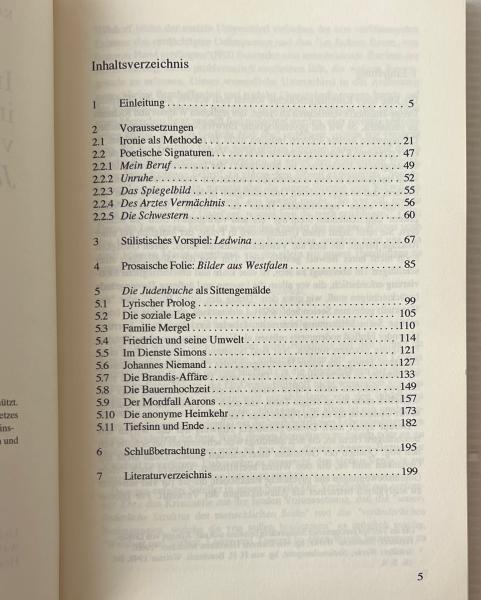 Inhaltsverzeichnis
1 Einleitung . . . . . . . . . . . . . . . . . . . . 5
2 Voraussetzungen
2.1 Ironie als Methode . . . . . . . . . . . . . . . . . . . . 21
2.2 Poetische Signaturen. . . . . . . . . . . . . . . . . . . . 47
2.2.1 Mein Beruf . . . . . . . . . . . . . . . . . . . . 49
2.2.2 Unruhe . . . . . . . . . . . . . . . . . . . . 52
2.2.3 Das Spiegelbild . . . . . . . . . . . . . . . . . . . . 55
2.2.4 Des Arztes Vermächtnis . . . . . . . . . . . . . . . . . . . . 56
2.2.5 Die Schwestern . . . . . . . . . . . . . . . . . . . . 60
3 Stilistisches Vorspiel: Ledwina . . . . . . . . . . . . . . . . . . . . 67
4 Prosaische Folie: Bilder aus Westfalen . . . . . . . . . . . . . . . . . . . . 85
5 Die Judenbuche als Sittengemälde
5.1 Lyrischer Prolog . . . . . . . . . . . . . . . . . . . . 99
5.2 Die soziale Lage . . . . . . . . . . . . . . . . . . . . 105
5.3 Familie Mergel . . . . . . . . . . . . . . . . . . . . 110
5.4 Friedrich und seine Umwelt . . . . . . . . . . . . . . . . . . . . 114
5.5 Im Dienste Simons . . . . . . . . . . . . . . . . . . . . 121
5.6 Johannes Niemand . . . . . . . . . . . . . . . . . . . . 127
5.7 Die Brandis-Affäre . . . . . . . . . . . . . . . . . . . . 133
5.8 Die Bauernhochzeit . . . . . . . . . . . . . . . . . . . . 149
5.9 Der Mordfall Aarons . . . . . . . . . . . . . . . . . . . . 157
5.10 Die anonyme Heimkehr . . . . . . . . . . . . . . . . . . . . 173
5.11 Tiefsinn und Ende . . . . . . . . . . . . . . . . . . . . 182
6 Schlußbetrachtung . . . . . . . . . . . . . . . . . . . . 195
7 Literaturverzeichnis . . . . . . . . . . . . . . . . . . . . 199
5